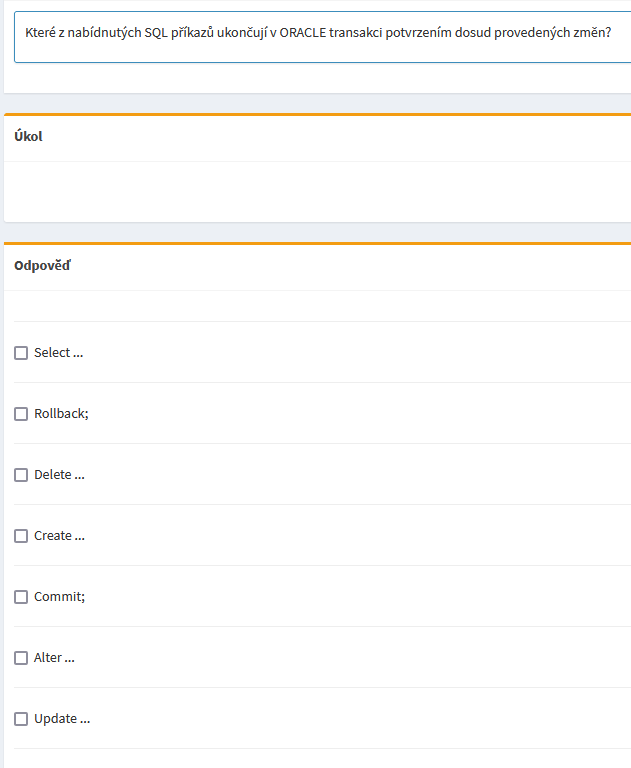 Které z nabídnutých SQL příkazů ukončují v ORACLE transakci potvrzením dosud provedených změn?
Úkol
Odpověď
Select ...
Rollback;
Delete ...
Create ...
Commit;
Alter ...
Update ...